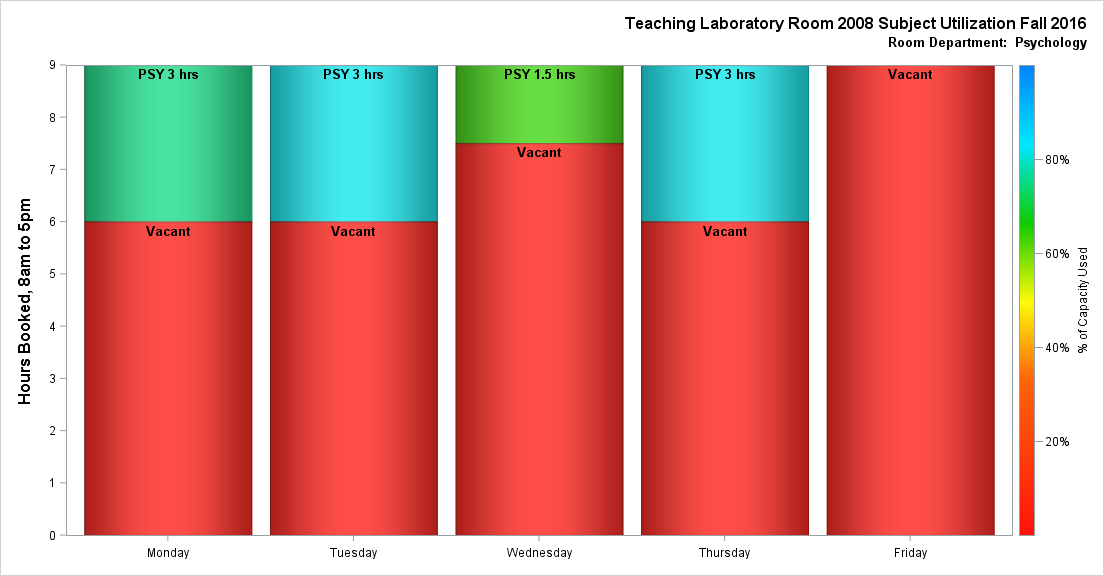 Teaching Laboratory Room 2008 Subject Utilization Fall 2016
Room Department:  Psychology
Hours Booked, 8am to 5pm
9
8
7
6
5
4
3
2
1
0
PSY 3 hrs
Vacant
PSY 3 hrs
Vacant
PSY 1.5 hrs
Vacant
PSY 3 hrs
Vacant
Vacant
Monday
Tuesday
Wednesday
Thursday
Friday
80%
60%
40%
20%
% of Capacity Used